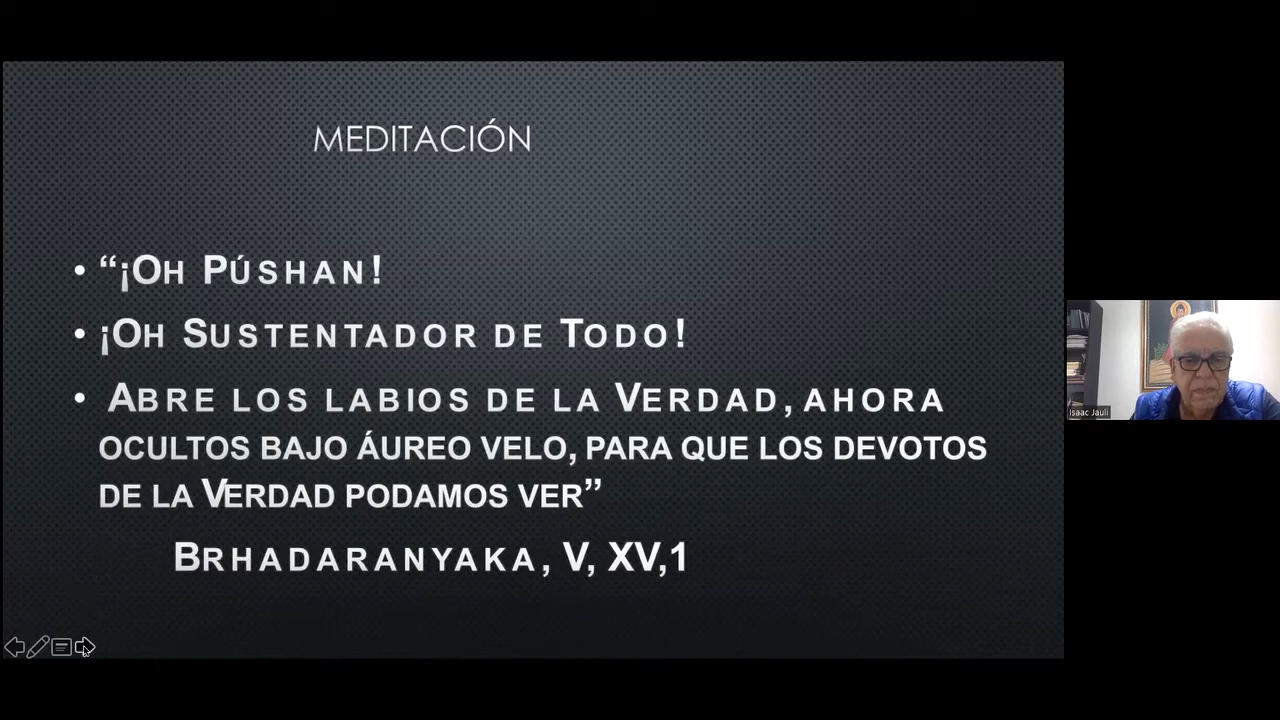 MEDITACIÓN
• “¡OH PÚSHAN!
• ¡OH SUSTENTADOR DE TODO!
• ABRE LOS LABIOS DE LA VERDAD, AHORA
OCULTOS BAJO ÁUREO VELO, PARA QUE LOS DEVOTOS
DE LA VERDAD PODAMOS VER”
BRHADARANYAKA, V, XV,1
Isaac Jauli